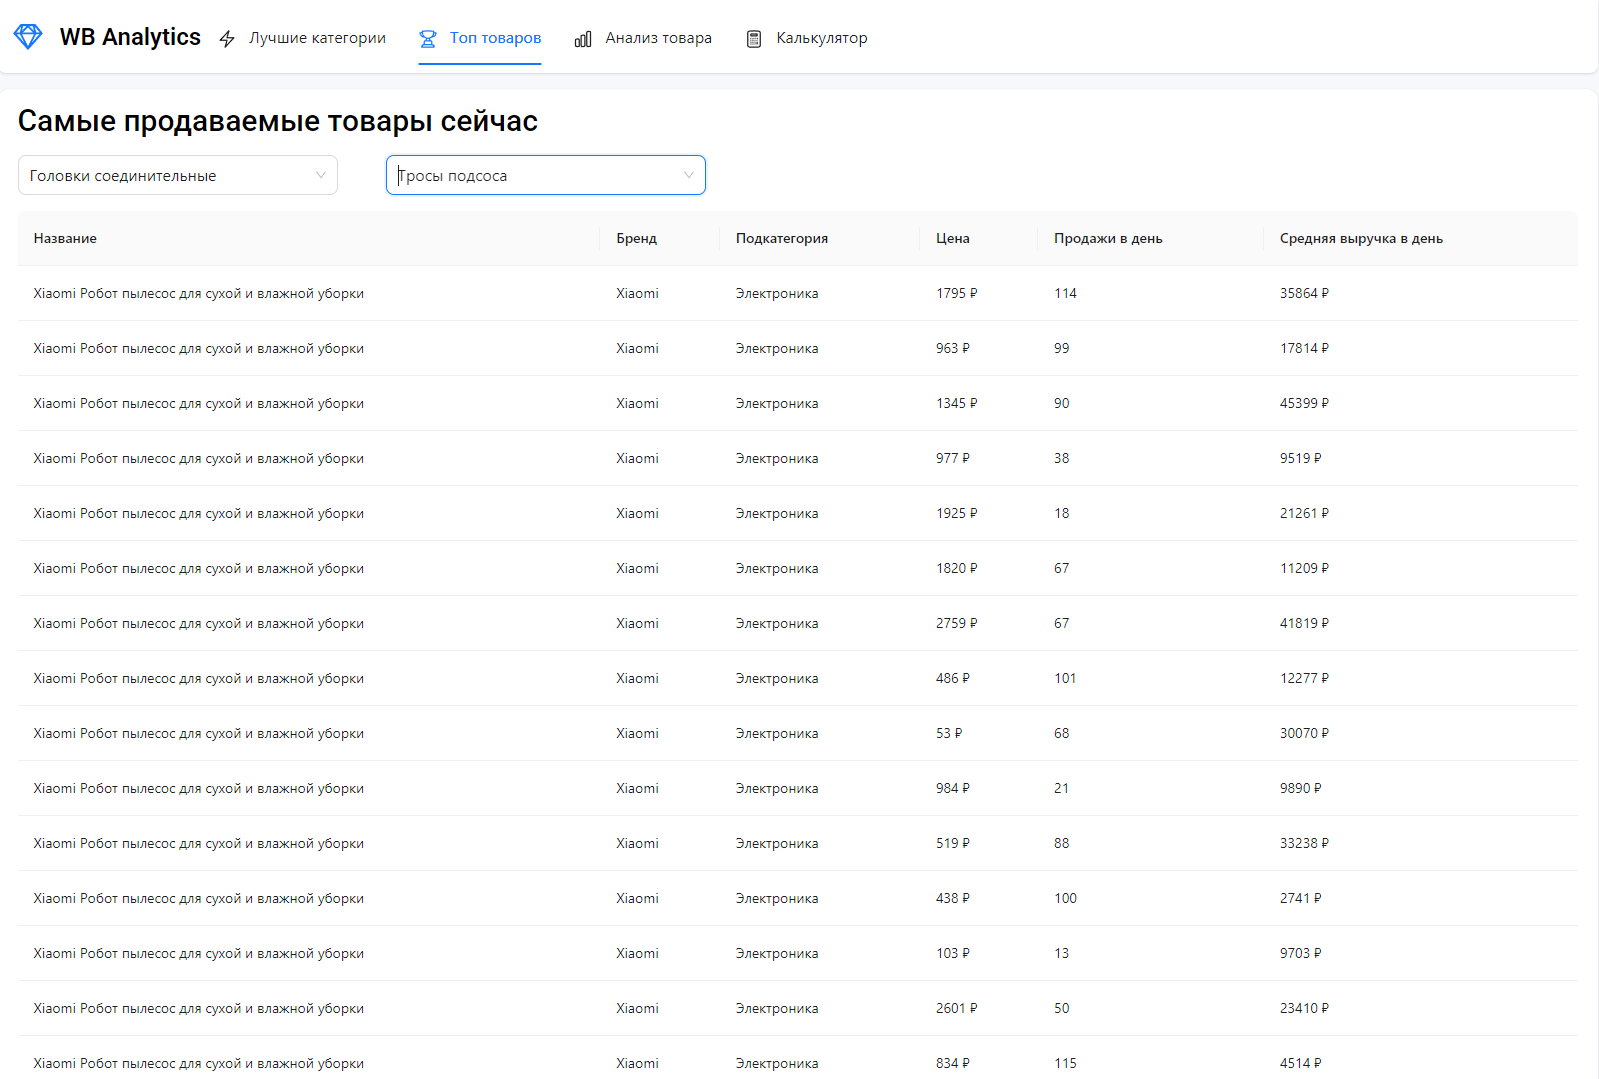 WB Analytics Лучшие категории Топ товаров Анализ товара Калькулятор
Самые продаваемые товары сейчас
Головки соединительные Тросы подсоса
Название Бренд Подкатегория Цена Продажи в день Средняя выручка в день
Xiaomi Робот пылесос для сухой и влажной уборки Xiaomi Электроника 1795 ₽ 114 35864 ₽
Xiaomi Робот пылесос для сухой и влажной уборки Xiaomi Электроника 963 ₽ 99 17814 ₽
Xiaomi Робот пылесос для сухой и влажной уборки Xiaomi Электроника 1345 ₽ 90 45399 ₽
Xiaomi Робот пылесос для сухой и влажной уборки Xiaomi Электроника 977 ₽ 38 9519 ₽
Xiaomi Робот пылесос для сухой и влажной уборки Xiaomi Электроника 1925 ₽ 18 21261 ₽
Xiaomi Робот пылесос для сухой и влажной уборки Xiaomi Электроника 1820 ₽ 67 11209 ₽
Xiaomi Робот пылесос для сухой и влажной уборки Xiaomi Электроника 2759 ₽ 67 41819 ₽
Xiaomi Робот пылесос для сухой и влажной уборки Xiaomi Электроника 486 ₽ 101 12277 ₽
Xiaomi Робот пылесос для сухой и влажной уборки Xiaomi Электроника 53 ₽ 68 30070 ₽
Xiaomi Робот пылесос для сухой и влажной уборки Xiaomi Электроника 984 ₽ 21 9890 ₽
Xiaomi Робот пылесос для сухой и влажной уборки Xiaomi Электроника 519 ₽ 88 33238 ₽
Xiaomi Робот пылесос для сухой и влажной уборки Xiaomi Электроника 438 ₽ 100 2741 ₽
Xiaomi Робот пылесос для сухой и влажной уборки Xiaomi Электроника 103 ₽ 13 9703 ₽
Xiaomi Робот пылесос для сухой и влажной уборки Xiaomi Электроника 2601 ₽ 50 23410 ₽
Xiaomi Робот пылесос для сухой и влажной уборки Xiaomi Электроника 834 ₽ 115 4514 ₽